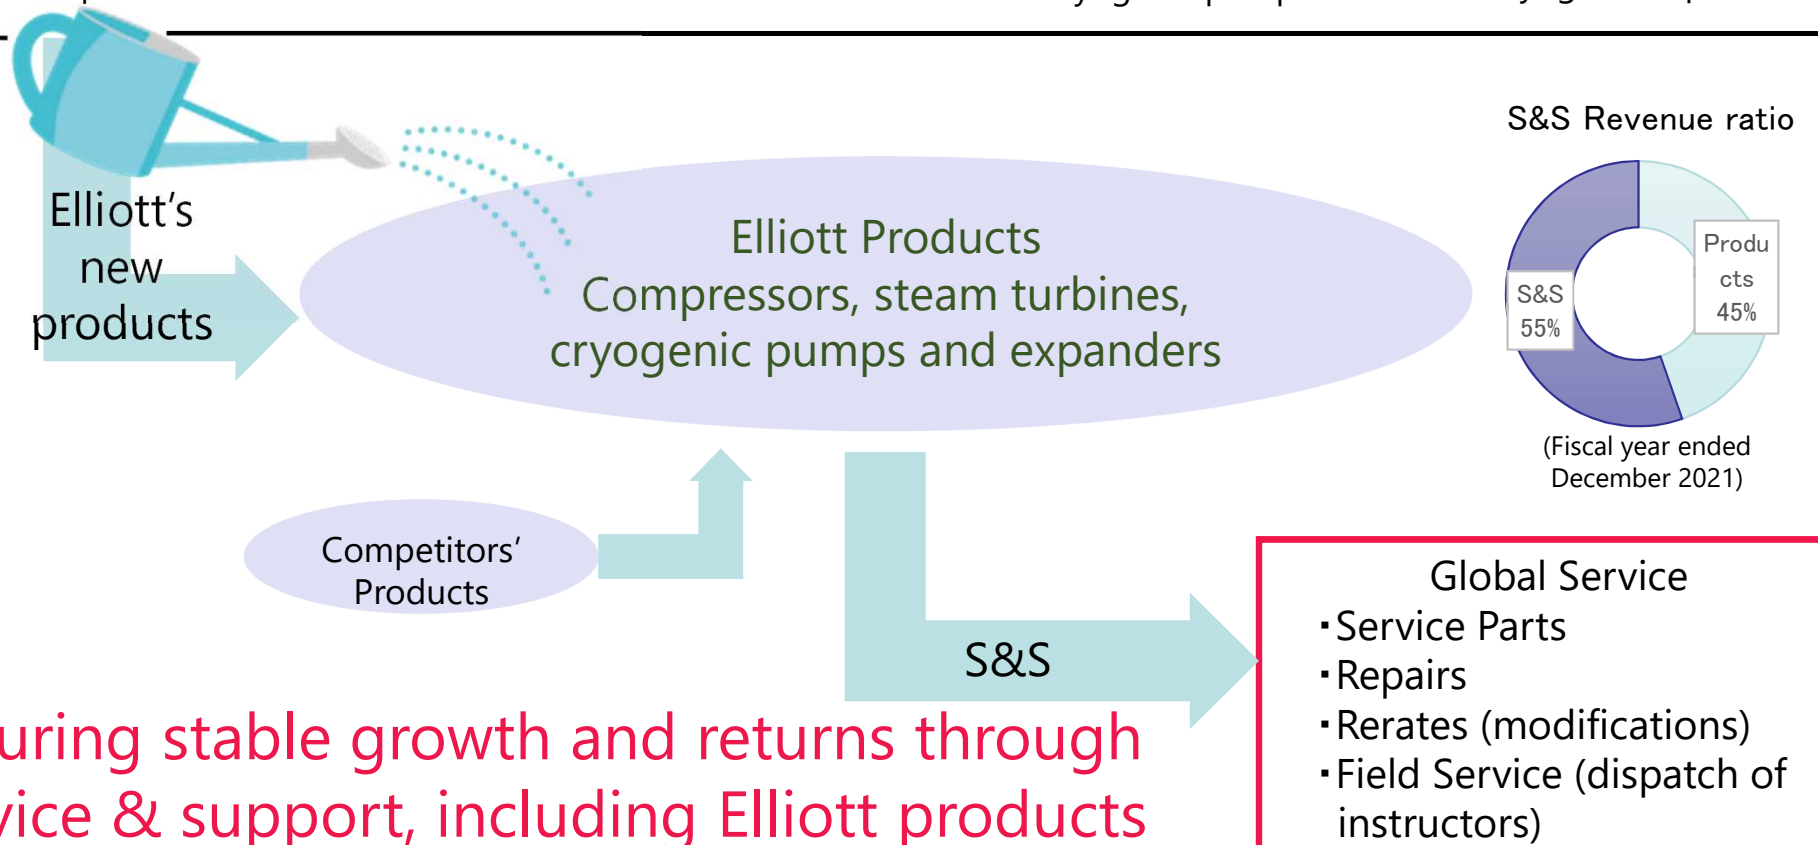 S&S Revenue ratio
Elliott's
new
products
Elliott Products
Compressors, steam turbines,
cryogenic pumps and expanders
Produ
cts
45%
S&S
55%
(Fiscal year ended
December 2021)
Competitors'
Products
S&S
Global Service
▪Service Parts
▪Repairs
▪Rerates (modifications)
▪Field Service (dispatch of
instructors)
uring stable growth and returns through
vice & support, including Elliott products